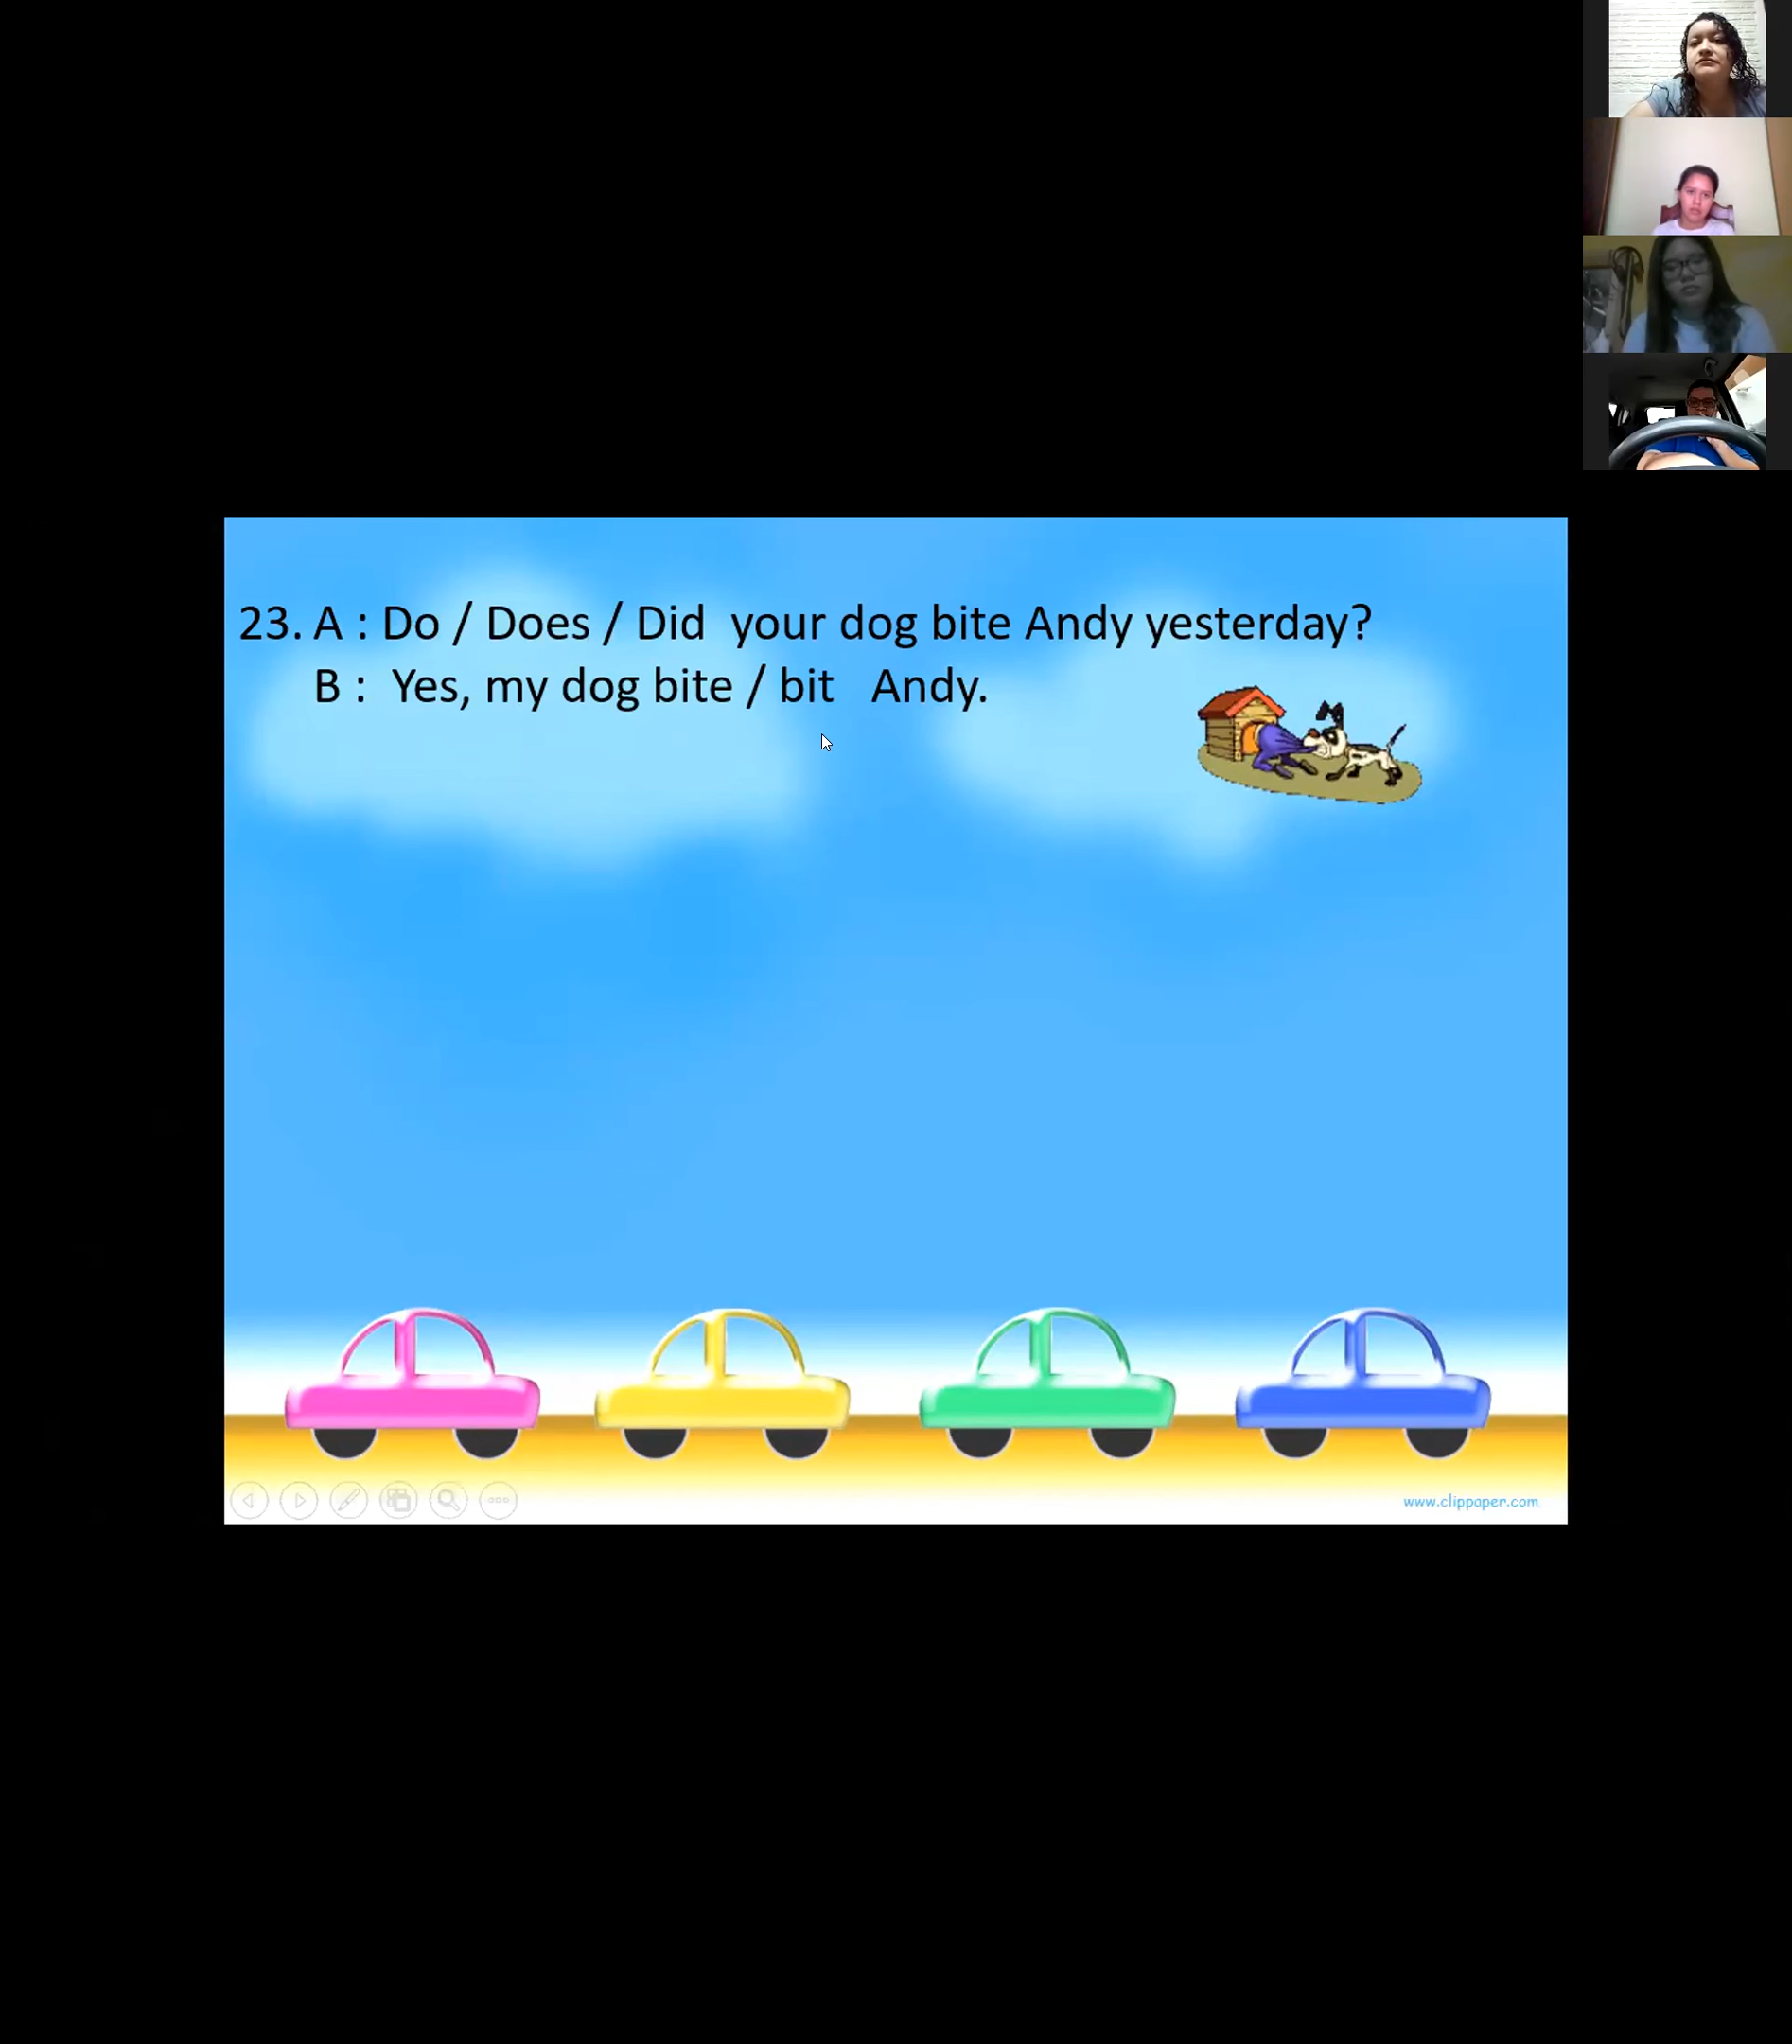 23. A : Do / Does / Did your dog bite Andy yesterday?
B : Yes, my dog bite / bit Andy.
www.clippaper.com